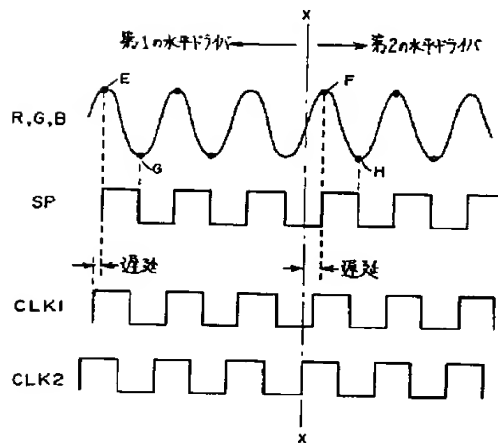 X
第1の水平ドライバ
第2の水平ドライバ
E
F
R,G,B
G
H
SP
遅延
遅延
CLK1
CLK2
X